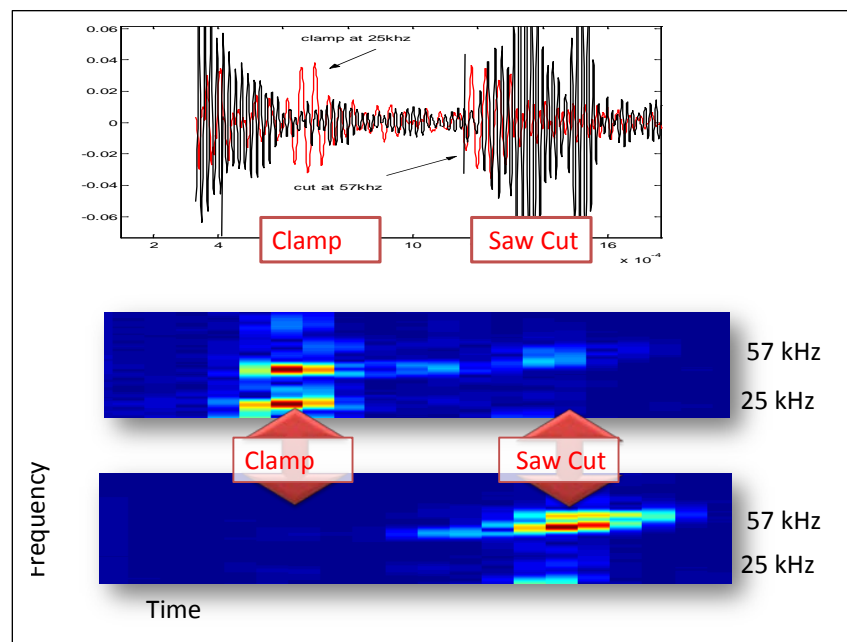 0.06
clamp at 25khz
0.04
0.02
0
-0.02
-0.04
cut at 57khz
-0.06
Clamp
Saw Cut
2
4
10
16
x 10⁻⁴
57 kHz
25 kHz
Clamp
Saw Cut
57 kHz
25 kHz
Frequency
Time